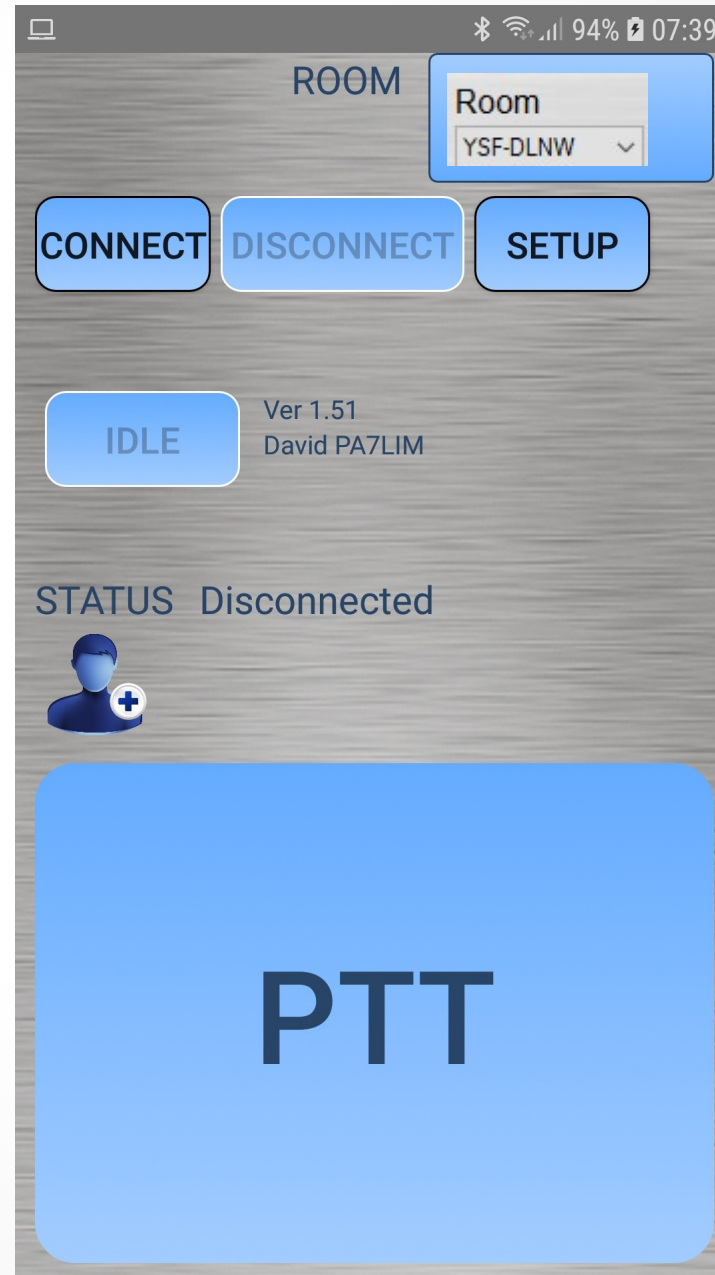 94% 07:39
ROOM
Room
YSF-DLNW
CONNECT DISCONNECT SETUP
IDLE
Ver 1.51
David PA7LIM
STATUS Disconnected
PTT